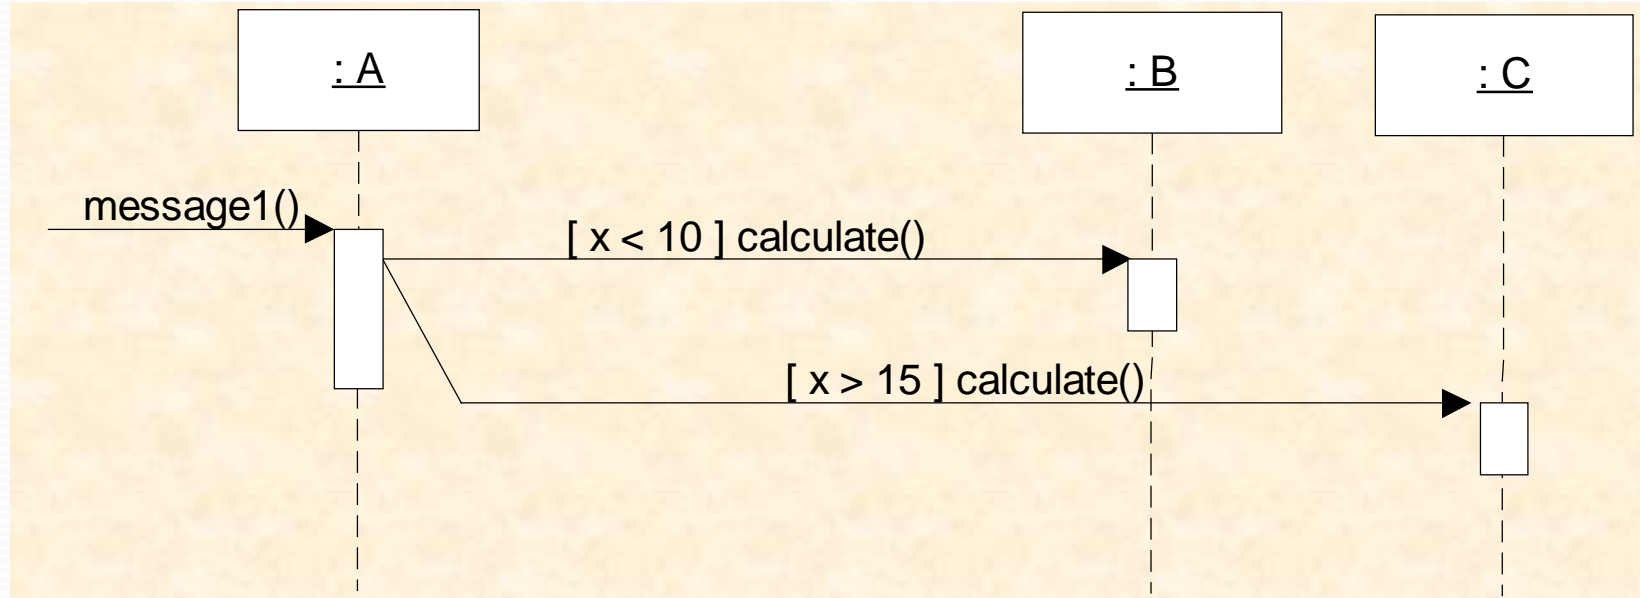 : A
: B
: C
message1()
[ x < 10 ] calculate()
[ x > 15 ] calculate()